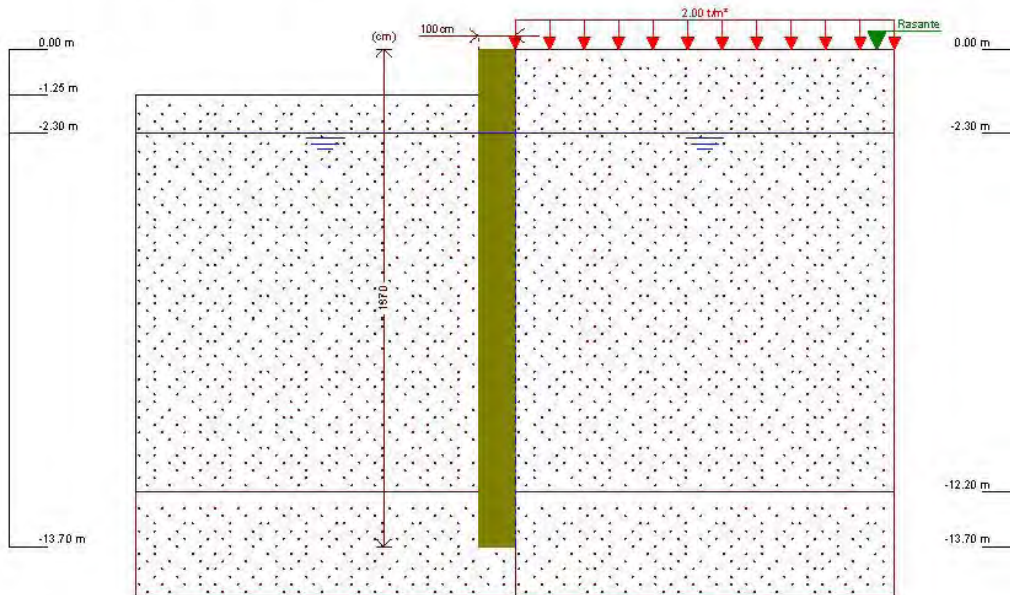 2.00 t/m²
Rasante
100 cm
(cm)
0.00 m
0.00 m
-1.25 m
-2.30 m
-2.30 m
1370
-12.20 m
-13.70 m
-13.70 m